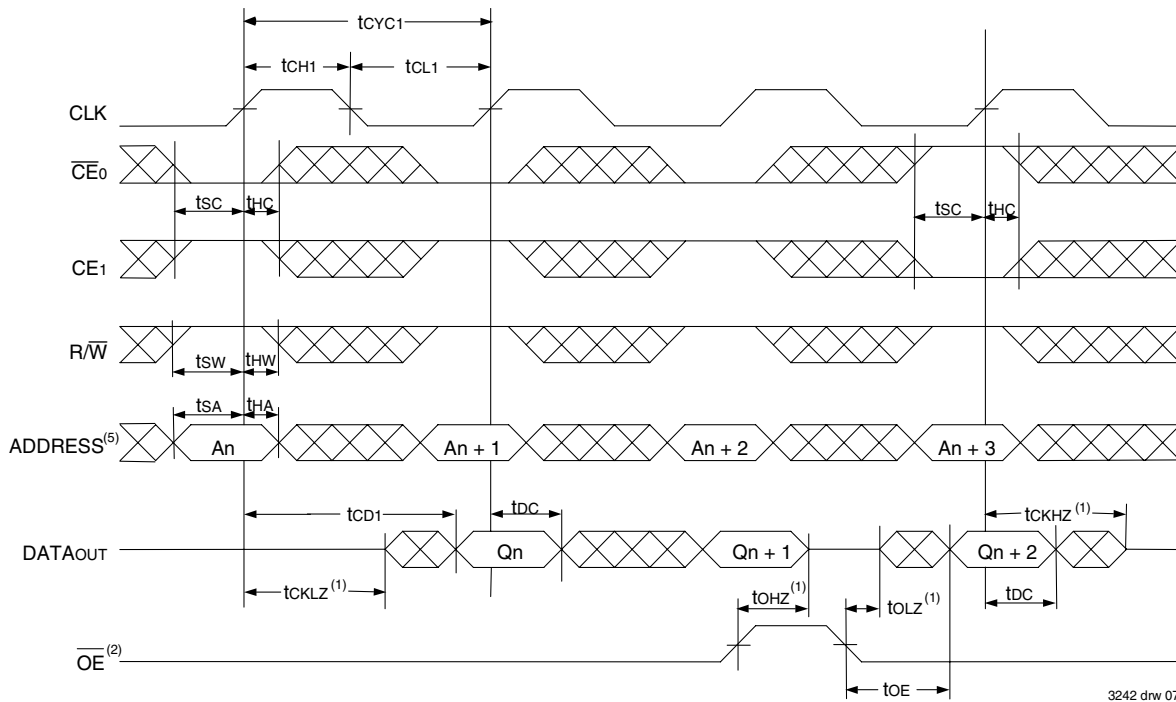 tCYC1
tCH1 tCL1
CLK
CE0
tSC tHC tSC tHC
CE1
R/W
tSW tHW
tSA tHA
ADDRESS(5) An An + 1 An + 2 An + 3
tCD1 tDC tCKHZ(1)
DATAOUT Qn Qn + 1 Qn + 2
tCKLZ(1) tOHZ(1) tOLZ(1) tDC
OE(2)
tOE
3242 drw 07